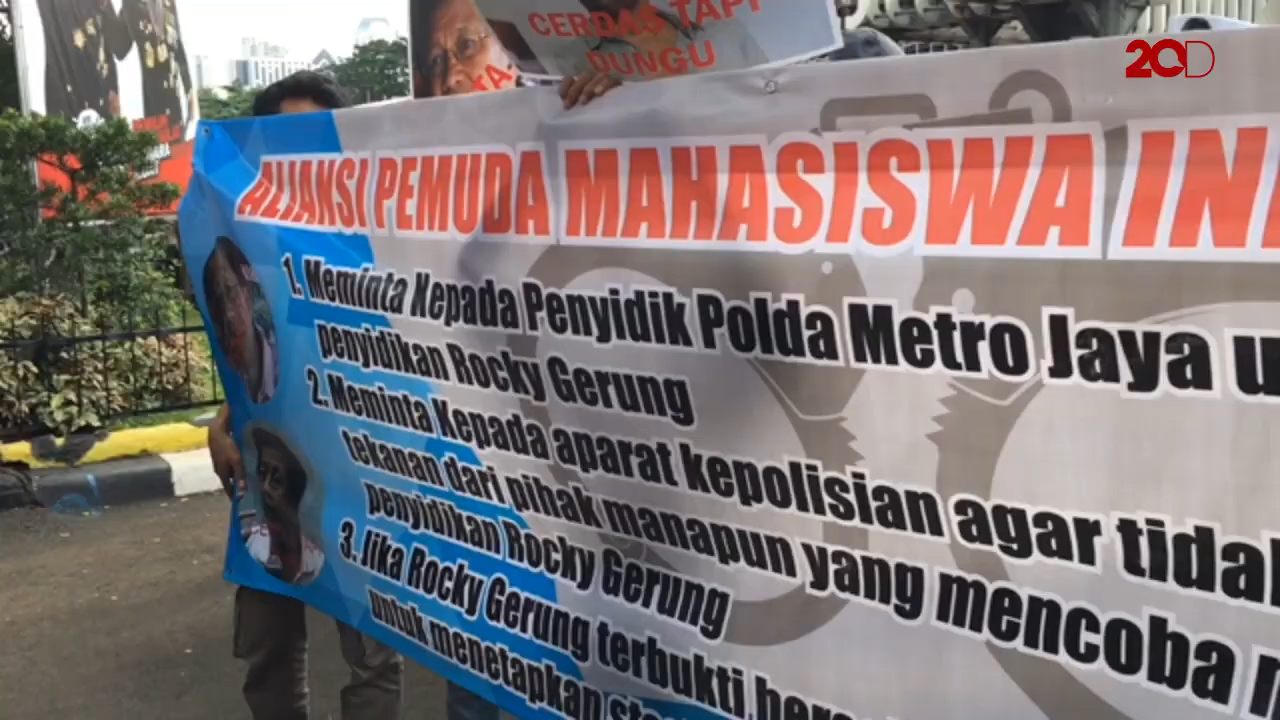 20D
CERDAS TAPI
DUNGU
ALIANSI PEMUDA MAHASISWA
1. Meminta Kepada Penyidik Polda Metro Jaya
penyidikan Rocky Gerung
2. Meminta Kepada aparat kepolisian agar
tekanan dari pihak manapun yang mencoba
penyidikan Rocky Gerung
3. Jika Rocky Gerung terbukti
untuk menetapkan